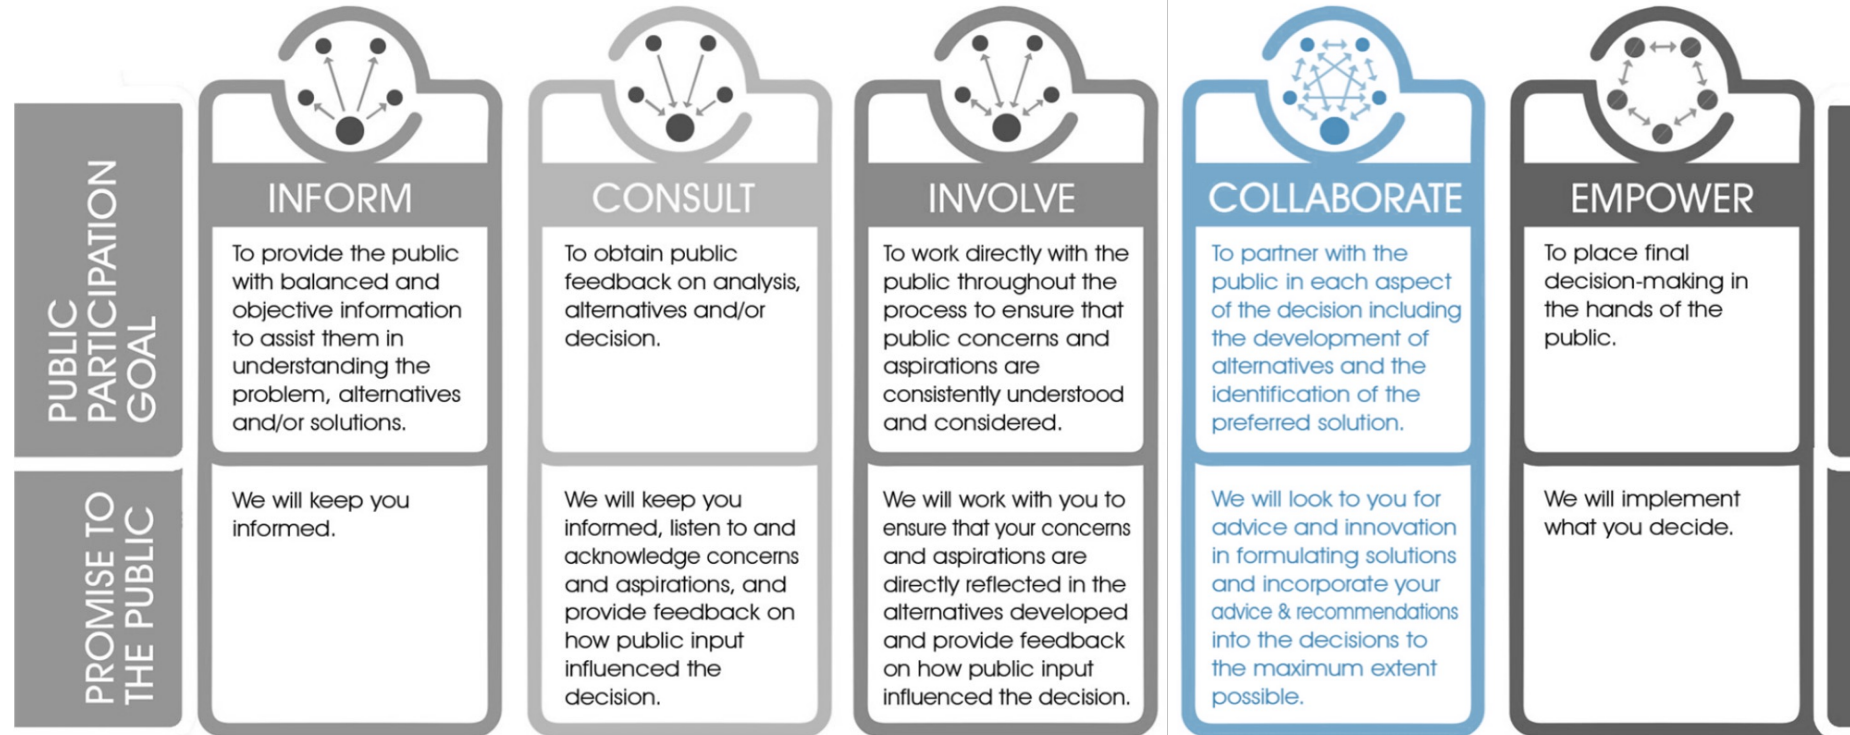 PUBLIC
PARTICIPATION
GOAL
PROMISE TO
THE PUBLIC
INFORM
To provide the public
with balanced and
objective information
to assist them in
understanding the
problem, alternatives
and/or solutions.
We will keep you
informed.
CONSULT
To obtain public
feedback on analysis,
alternatives and/or
decision.
We will keep you
informed, listen to and
acknowledge concerns
and aspirations, and
provide feedback on
how public input
influenced the
decision.
INVOLVE
To work directly with the
public throughout the
process to ensure that
public concerns and
aspirations are
consistently understood
and considered.
We will work with you to
ensure that your concerns
and aspirations are
directly reflected in the
alternatives developed
and provide feedback
on how public input
influenced the decision.
COLLABORATE
To partner with the
public in each aspect
of the decision including
the development of
alternatives and the
identification of the
preferred solution.
We will look to you for
advice and innovation
in formulating solutions
and incorporate your
advice & recommendations
into the decisions to
the maximum extent
possible.
EMPOWER
To place final
decision-making in
the hands of the
public.
We will implement
what you decide.